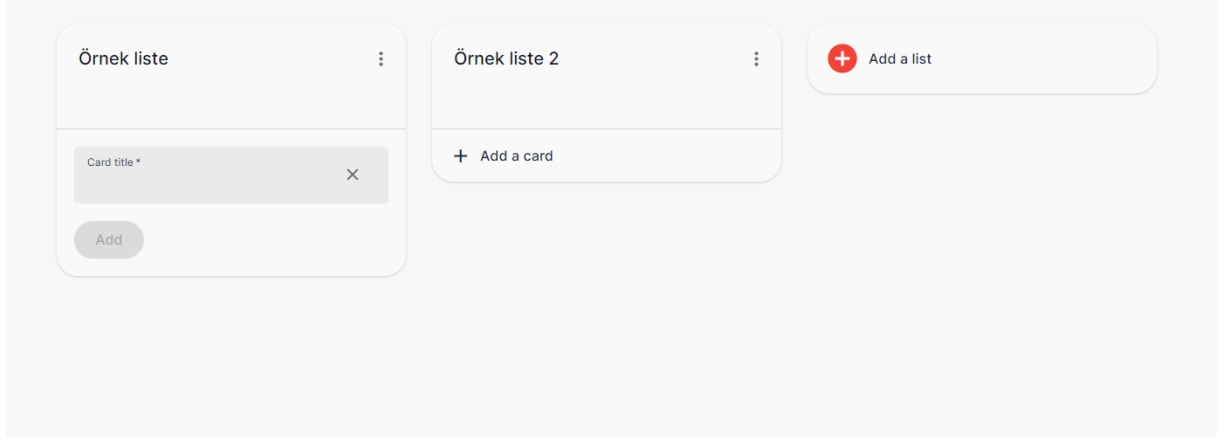 Örnek liste
Card title *
Add
Örnek liste 2
Add a card
Add a list